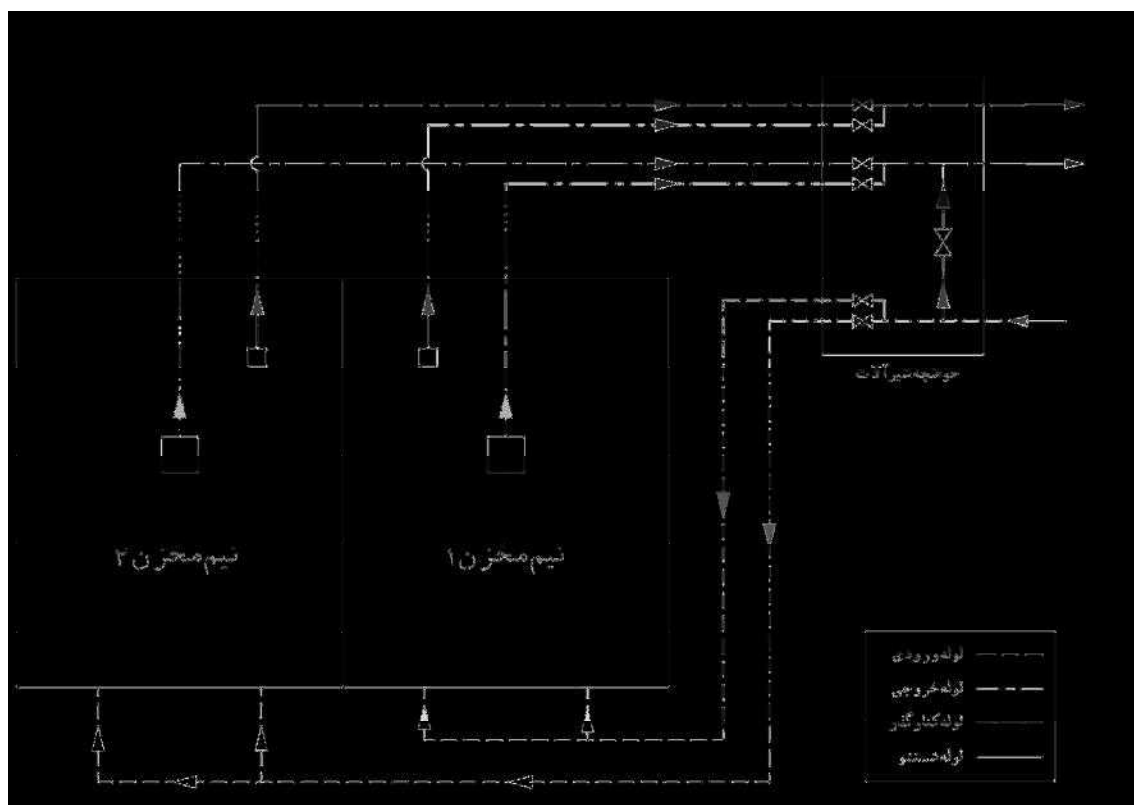 حوضچه شیرآلات
نیم مخزن ۱
نیم مخزن ۲
لوله ورودی
لوله خروجی
لوله کنارگذر
لوله شستشو